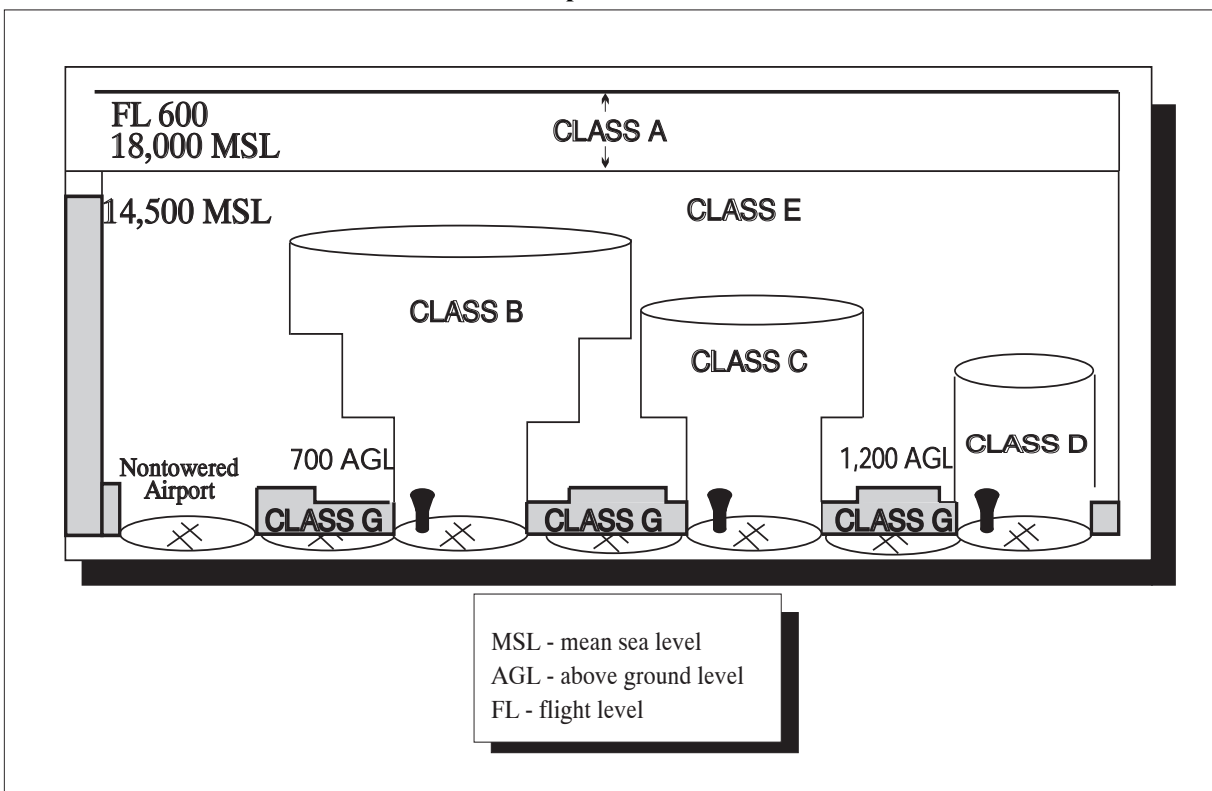 FL 600
18,000 MSL
CLASS A
14,500 MSL
CLASS E
CLASS B
CLASS C
CLASS D
700 AGL
1,200 AGL
Nontowered
Airport
CLASS G
CLASS G
CLASS G
MSL - mean sea level
AGL - above ground level
FL - flight level